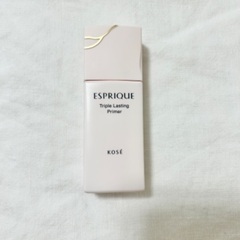 ESPRIQUE
Triple Lasting
Primer
KOSÉ